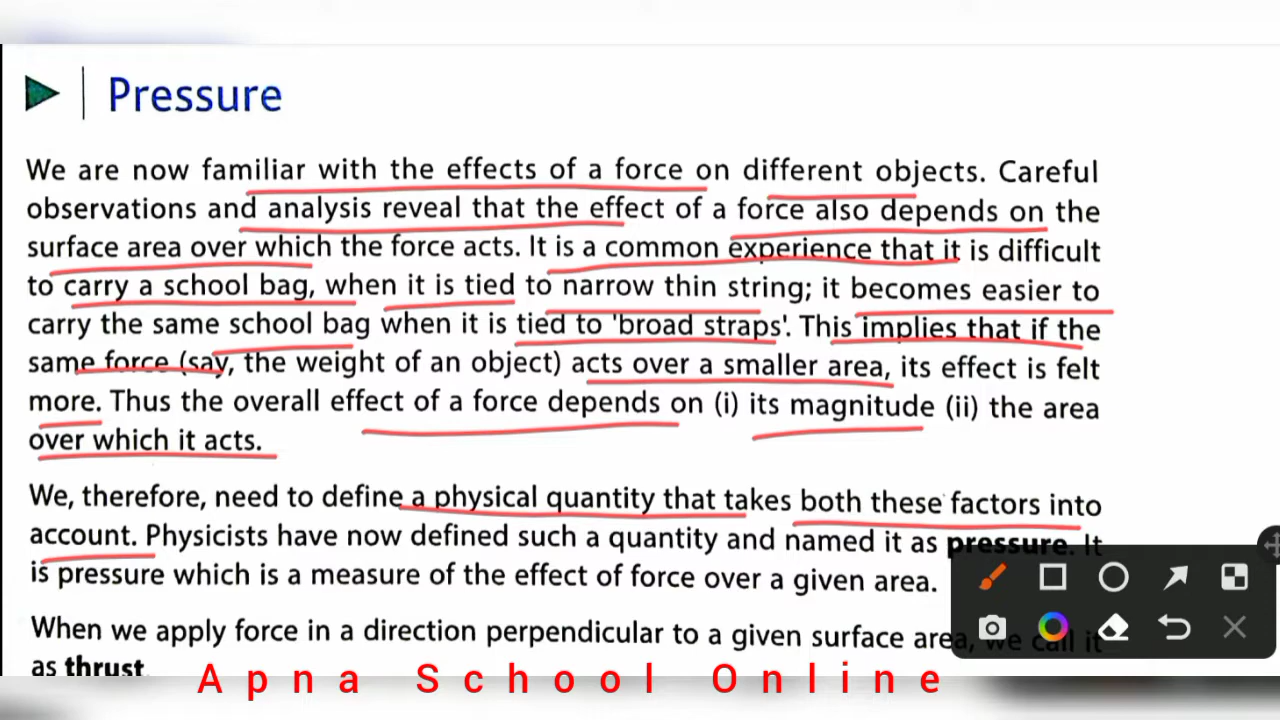 Pressure
We are now familiar with the effects of a force on different objects. Careful
observations and analysis reveal that the effect of a force also depends on the
surface area over which the force acts. It is a common experience that it is difficult
to carry a school bag, when it is tied to narrow thin string; it becomes easier to
carry the same school bag when it is tied to 'broad straps'. This implies that if the
same force (say, the weight of an object) acts over a smaller area, its effect is felt
more. Thus the overall effect of a force depends on (i) its magnitude (ii) the area
over which it acts.
We, therefore, need to define a physical quantity that takes both these factors into
account. Physicists have now defined such a quantity and named it as pressure. It
is pressure which is a measure of the effect of force over a given area.
When we apply force in a direction perpendicular to a given surface area, we call it
as thrust.
Apna School Online